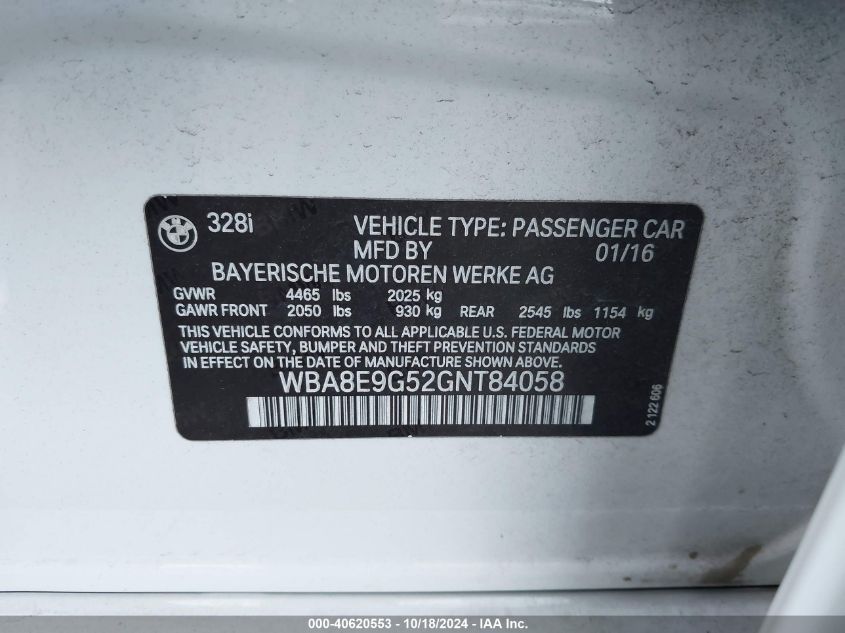 328i VEHICLE TYPE: PASSENGER CAR
MFD BY 01/16
BAYERISCHE MOTOREN WERKE AG
GVWR 4465 lbs 2025 kg
GAWR FRONT 2050 lbs 930 kg REAR 2545 lbs 1154 kg
THIS VEHICLE CONFORMS TO ALL APPLICABLE U.S. FEDERAL MOTOR
VEHICLE SAFETY, BUMPER AND THEFT PREVENTION STANDARDS
IN EFFECT ON THE DATE OF MANUFACTURE SHOWN ABOVE.
WBA8E9G52GNT84058
2 122 606
000-40620553 - 10/18/2024 - IAA Inc.